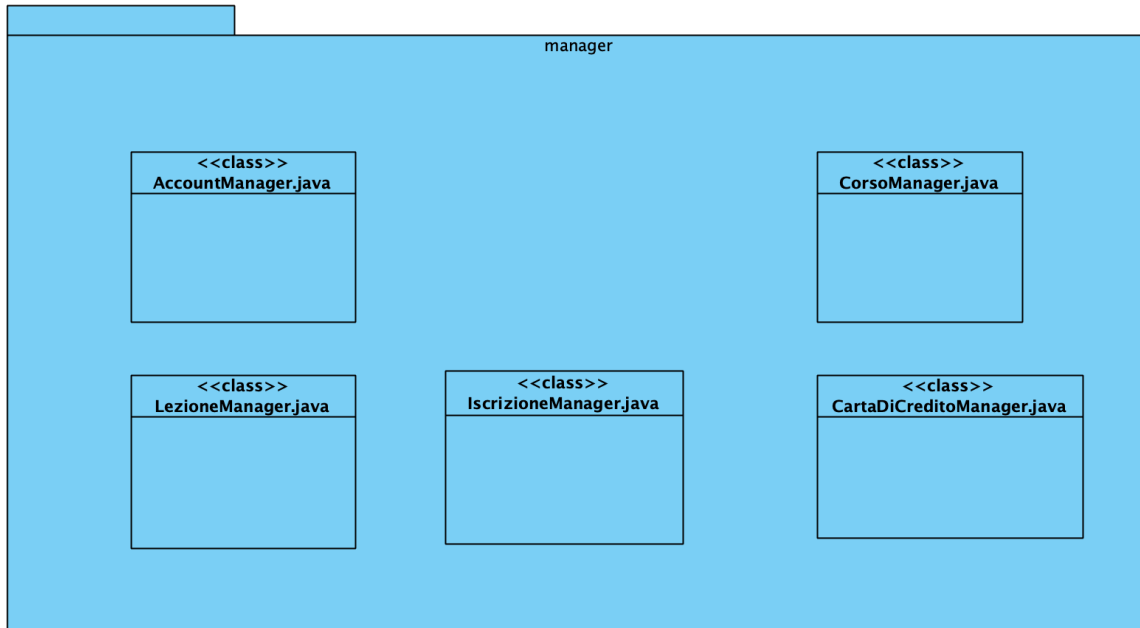 manager
<<class>>
AccountManager.java
<<class>>
CorsoManager.java
<<class>>
LezioneManager.java
<<class>>
IscrizioneManager.java
<<class>>
CartaDiCreditoManager.java